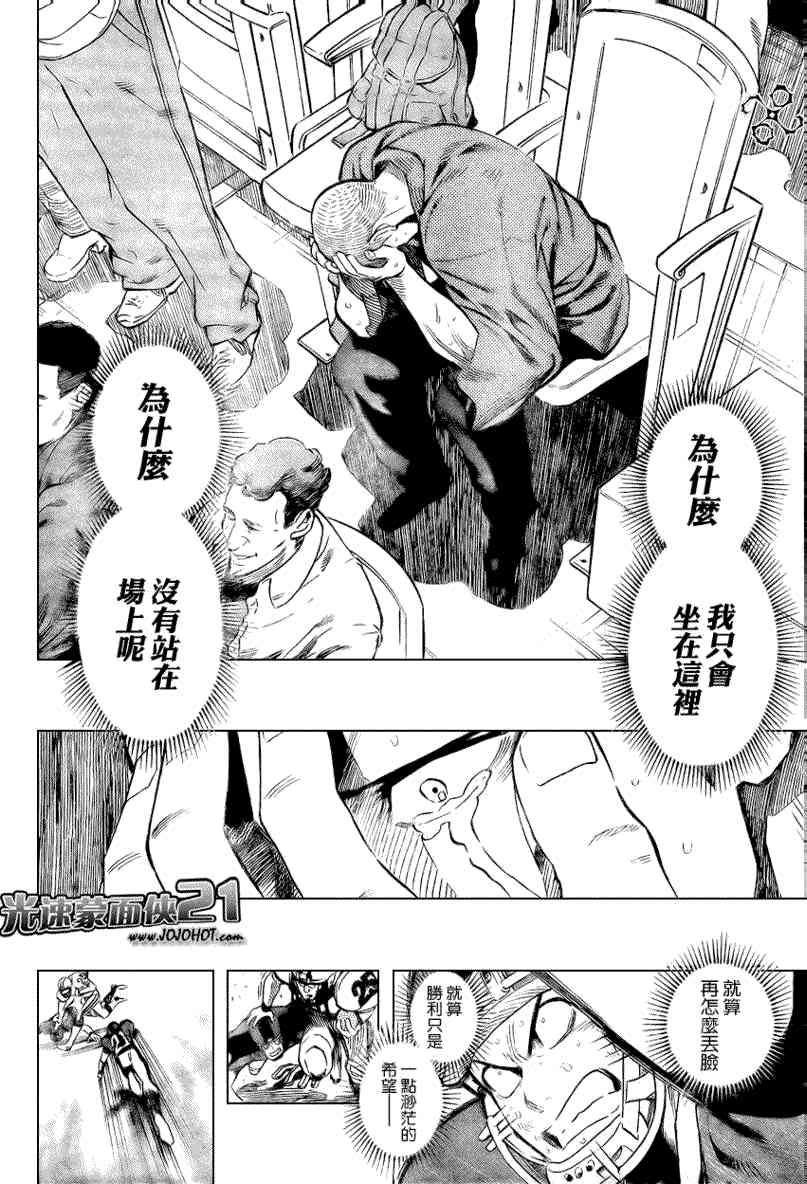 為什麼
我只會
坐在這裡
為什麼
沒有站在
場上呢
光速蒙面俠21
www.JOJOHOT.com
就算
再怎麼丟臉
就算
勝利只是
一點渺茫的
希望——